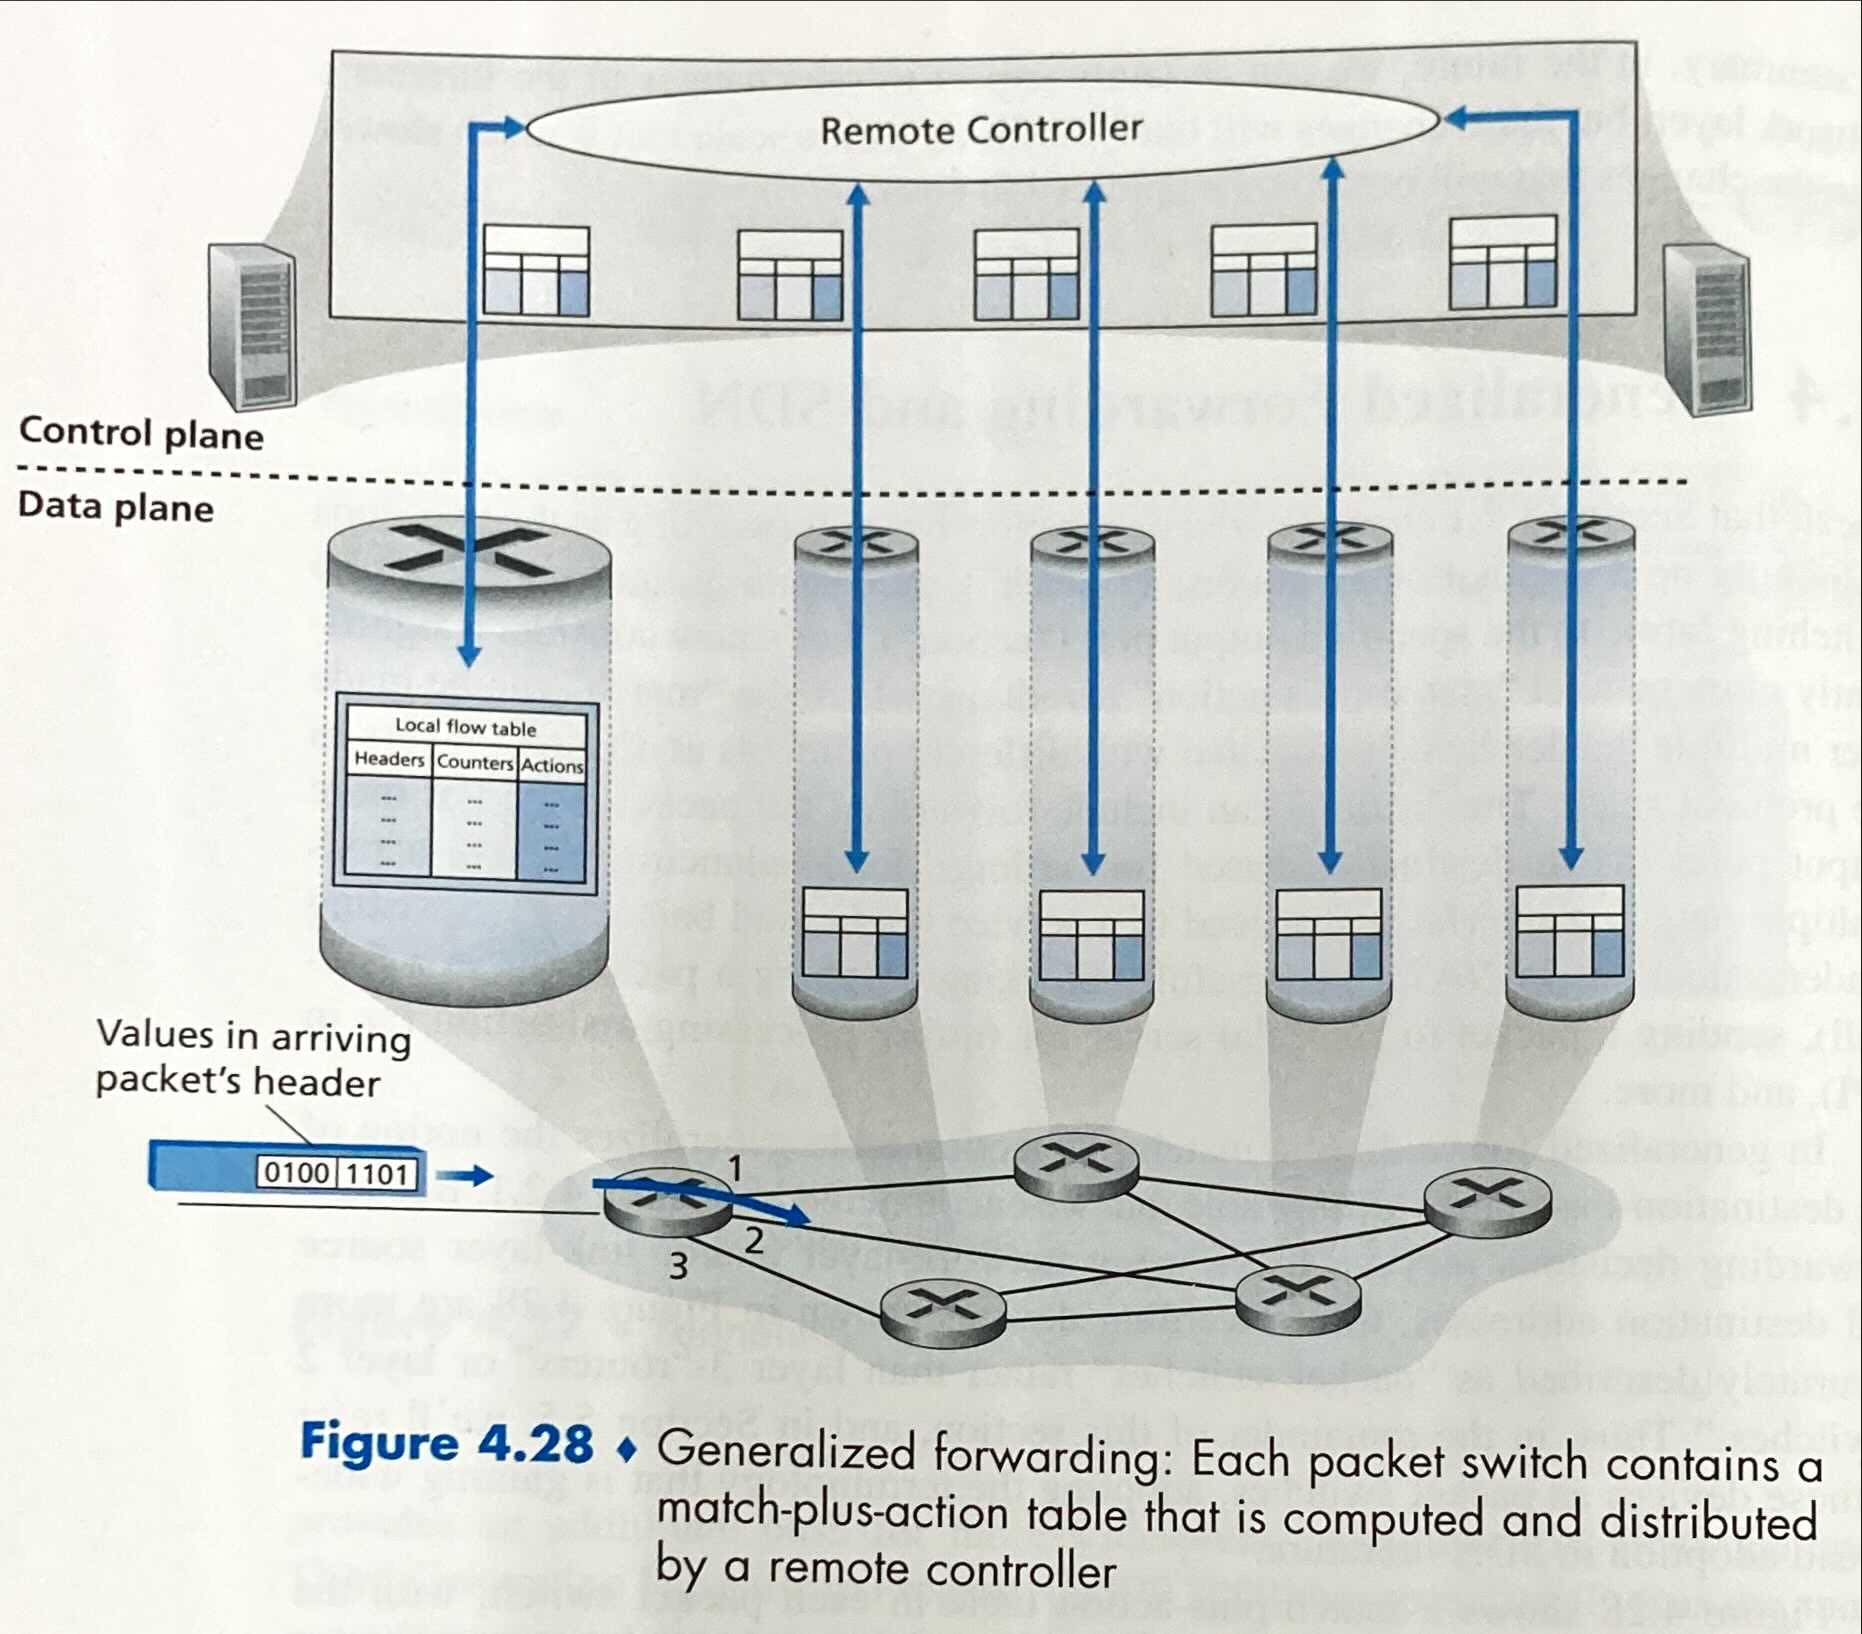 Remote Controller
Control plane
Data plane
Local flow table
Headers Counters Actions
... ... ...
... ... ...
... ... ...
... ... ...
Values in arriving
packet's header
0100 1101
1
2
3
Figure 4.28 ♦ Generalized forwarding: Each packet switch contains a
match-plus-action table that is computed and distributed
by a remote controller